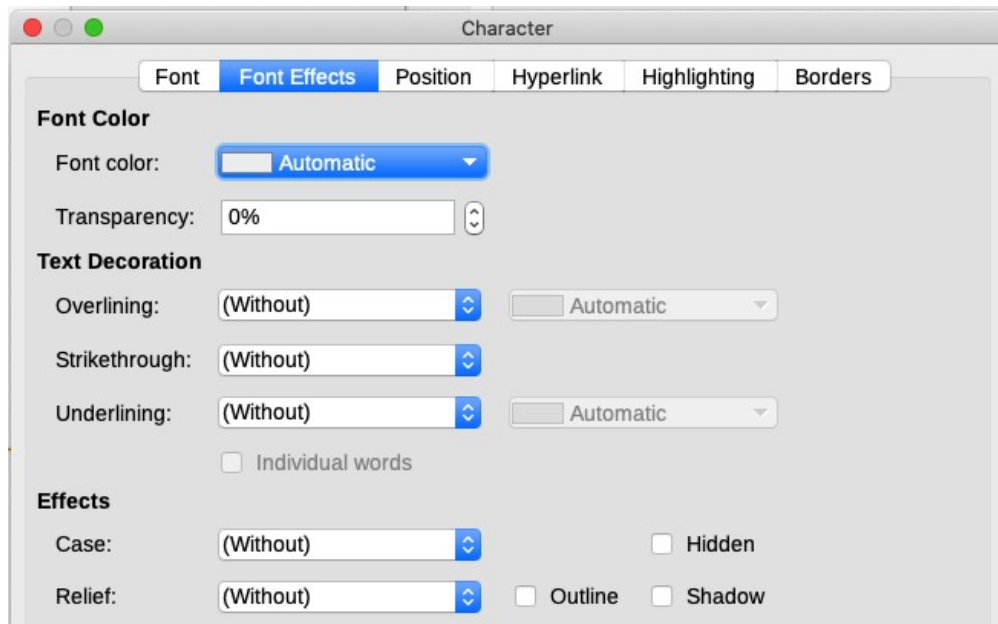 Character
Font Font Effects Position Hyperlink Highlighting Borders
Font Color
Font color: Automatic
Transparency: 0%
Text Decoration
Overlining: (Without) Automatic
Strikethrough: (Without)
Underlining: (Without) Automatic
Individual words
Effects
Case: (Without) Hidden
Relief: (Without) Outline Shadow